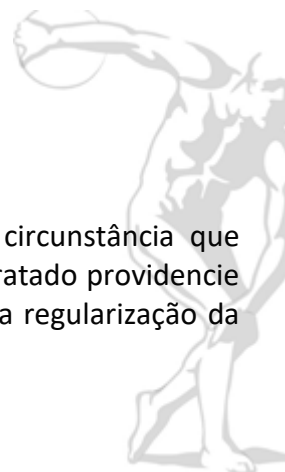 circunstância que
ratado providencie
a regularização da